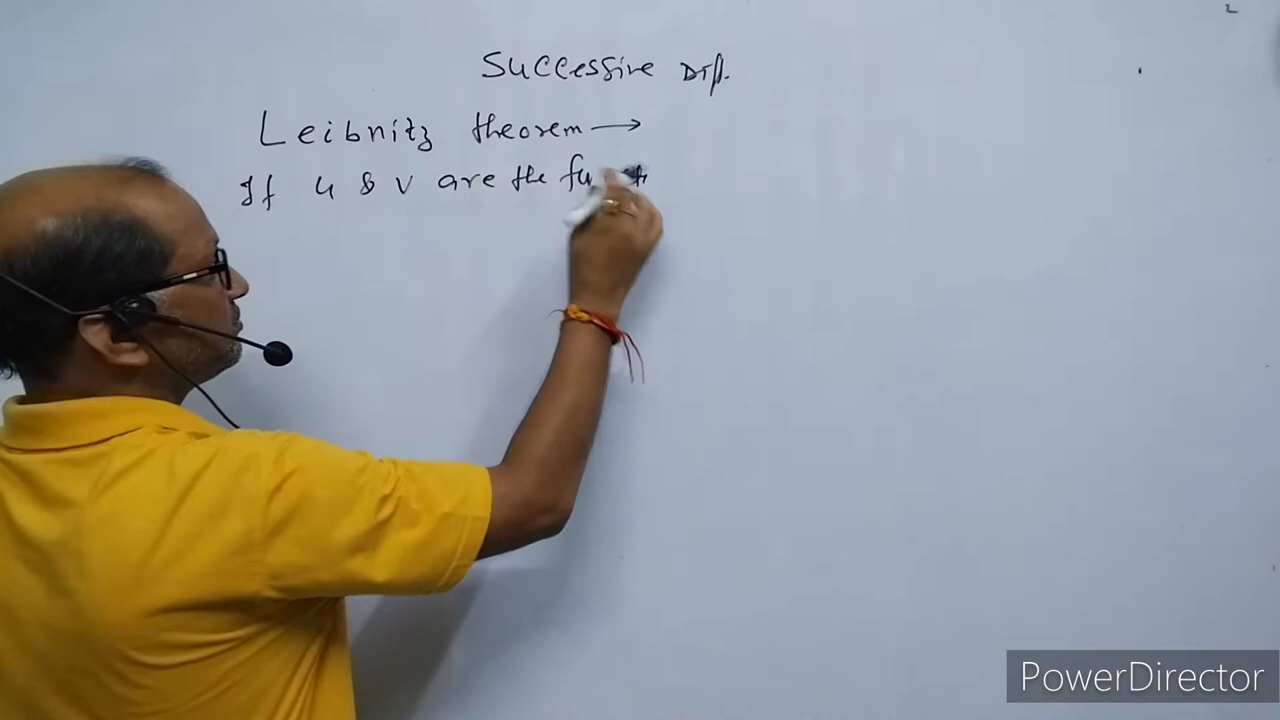 Successive Diff.
Leibnitz theorem →
If u & v are the
PowerDirector